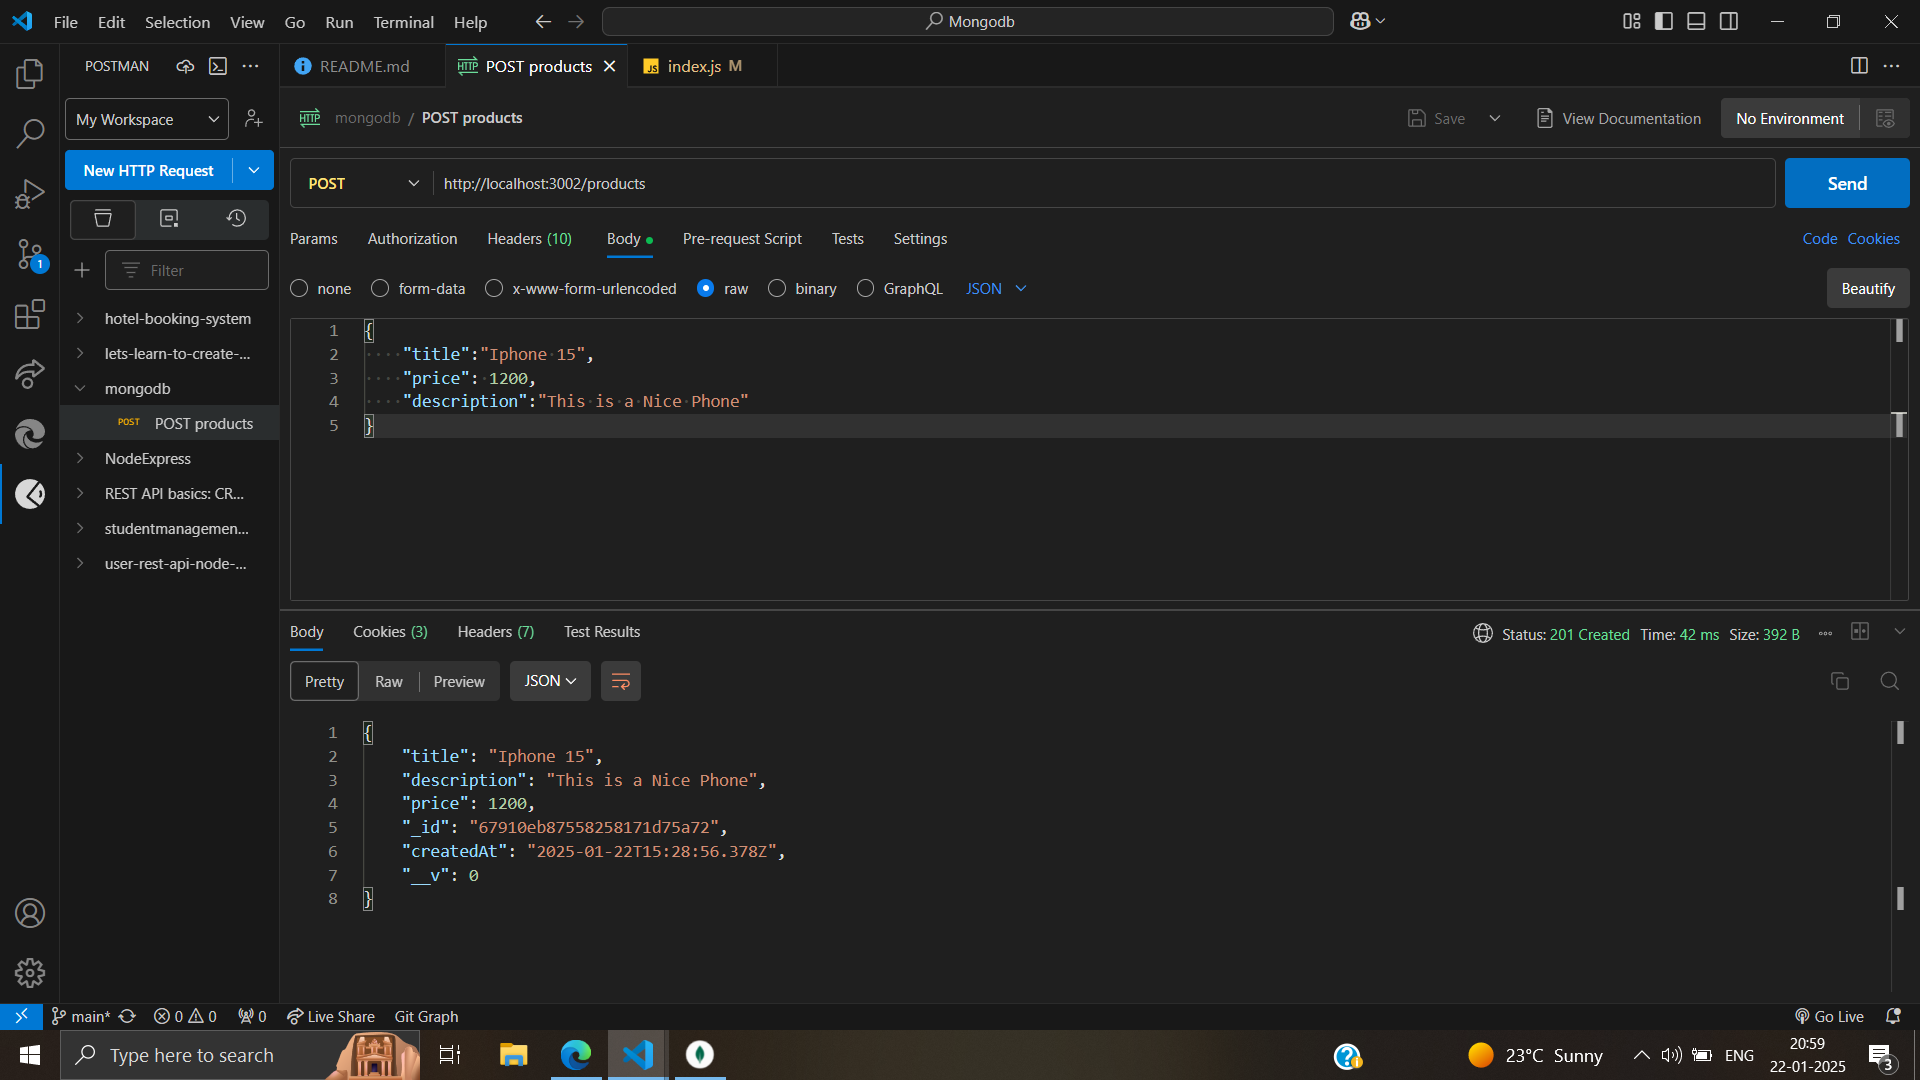 File Edit Selection View Go Run Terminal Help
Mongodb
POSTMAN
README.md
HTTP POST products
JS index.js M
My Workspace
HTTP mongodb / POST products
Save
View Documentation
No Environment
New HTTP Request
POST http://localhost:3002/products
Send
Params Authorization Headers (10) Body Pre-request Script Tests Settings
Code Cookies
Filter
none form-data x-www-form-urlencoded raw binary GraphQL JSON
Beautify
hotel-booking-system
lets-learn-to-create-...
mongodb
POST POST products
NodeExpress
REST API basics: CR...
studentmanagemen...
user-rest-api-node-...
1
1 {
2 "title":"Iphone 15",
3 "price": 1200,
4 "description":"This is a Nice Phone"
5 }
Body Cookies (3) Headers (7) Test Results
Status: 201 Created Time: 42 ms Size: 392 B
Pretty Raw Preview JSON
1 {
2 "title": "Iphone 15",
3 "description": "This is a Nice Phone",
4 "price": 1200,
5 "_id": "67910eb87558258171d75a72",
6 "createdAt": "2025-01-22T15:28:56.378Z",
7 "__v": 0
8 }
main* 0 0 0 Live Share Git Graph
Go Live
Type here to search
23°C Sunny
ENG
20:59
22-01-2025
3